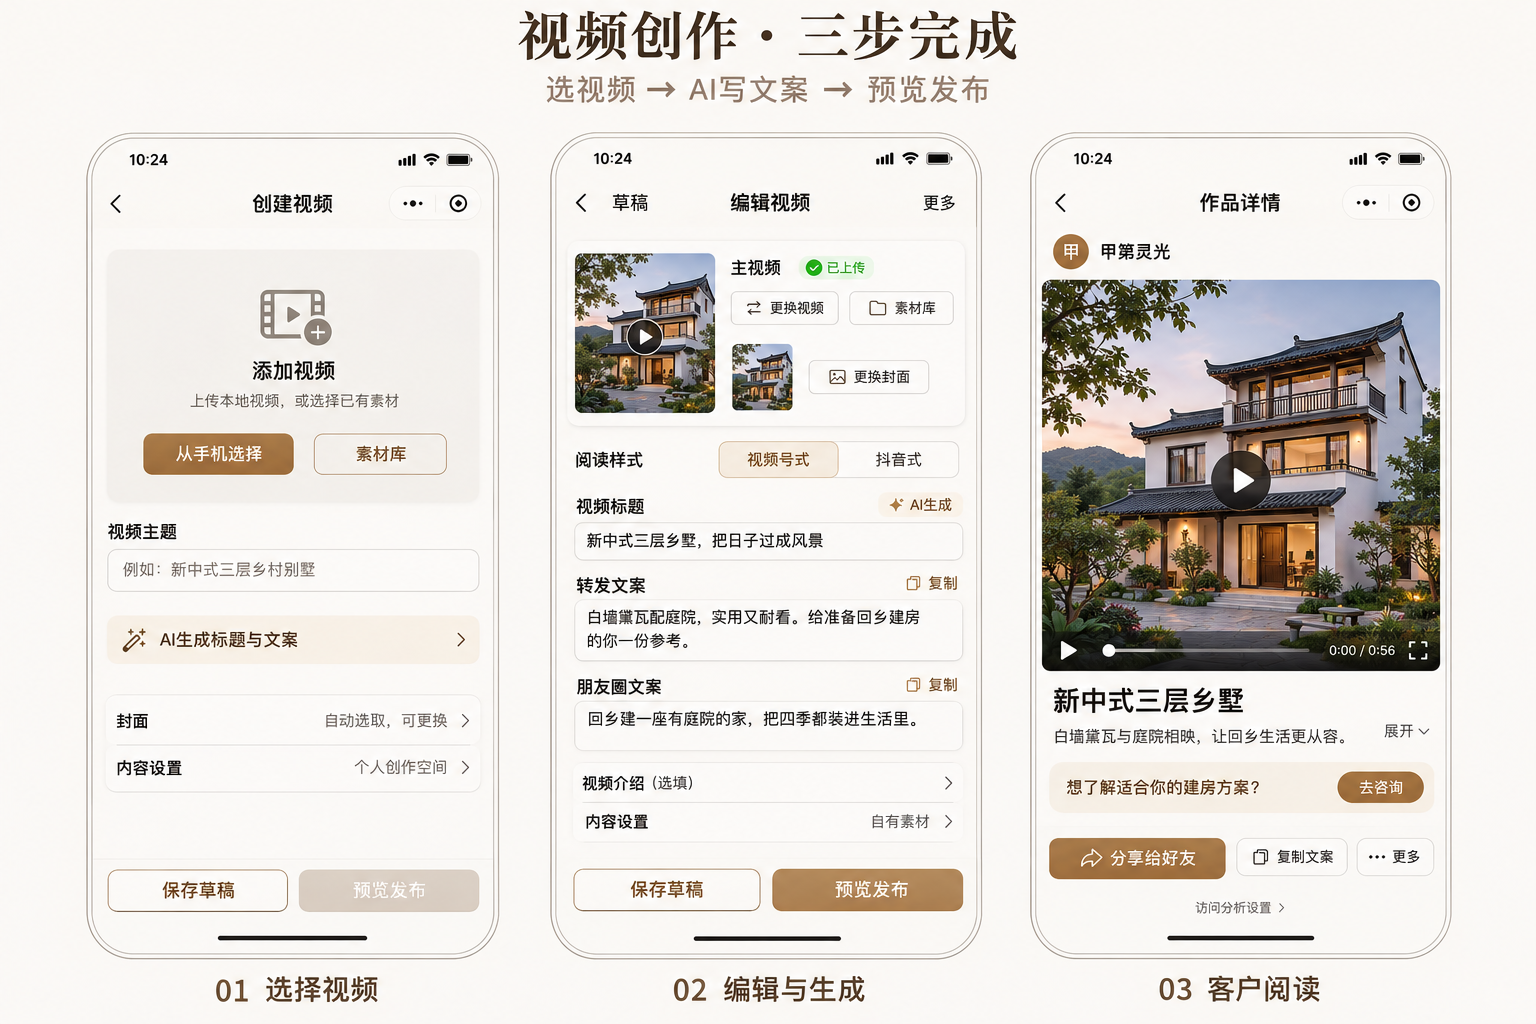 视频创作·三步完成
选视频 → AI写文案 → 预览发布
10:24
创建视频
添加视频
上传本地视频，或选择已有素材
从手机选择
素材库
视频主题
例如：新中式三层乡村别墅
AI生成标题与文案
封面
自动选取，可更换
内容设置
个人创作空间
保存草稿
预览发布
01 选择视频
10:24
草稿
编辑视频
更多
主视频
已上传
更换视频
素材库
更换封面
阅读样式
视频号式
抖音式
视频标题
AI生成
新中式三层乡墅，把日子过成风景
转发文案
复制
白墙黛瓦配庭院，实用又耐看。给准备回乡建房
的你一份参考。
朋友圈文案
复制
回乡建一座有庭院的家，把四季都装进生活里。
视频介绍（选填）
内容设置
自有素材
保存草稿
预览发布
02 编辑与生成
10:24
作品详情
甲
甲第灵光
0:00 / 0:56
新中式三层乡墅
白墙黛瓦与庭院相映，让回乡生活更从容。
展开
想了解适合你的建房方案？
去咨询
分享给好友
复制文案
更多
访问分析设置
03 客户阅读